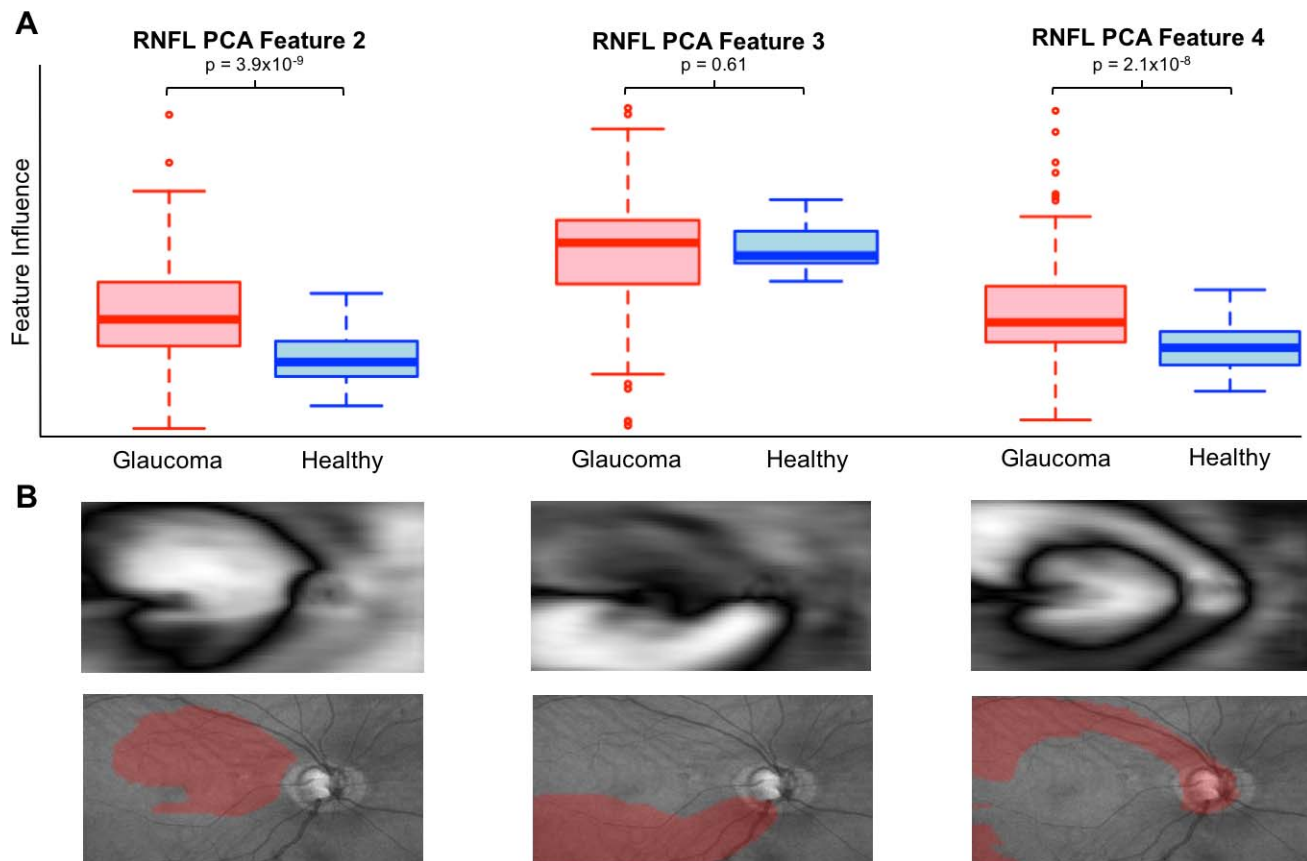 A
RNFL PCA Feature 2
p = 3.9x10⁻⁹
RNFL PCA Feature 3
p = 0.61
RNFL PCA Feature 4
p = 2.1x10⁻⁸
Feature Influence
Glaucoma Healthy
Glaucoma Healthy
Glaucoma Healthy
B